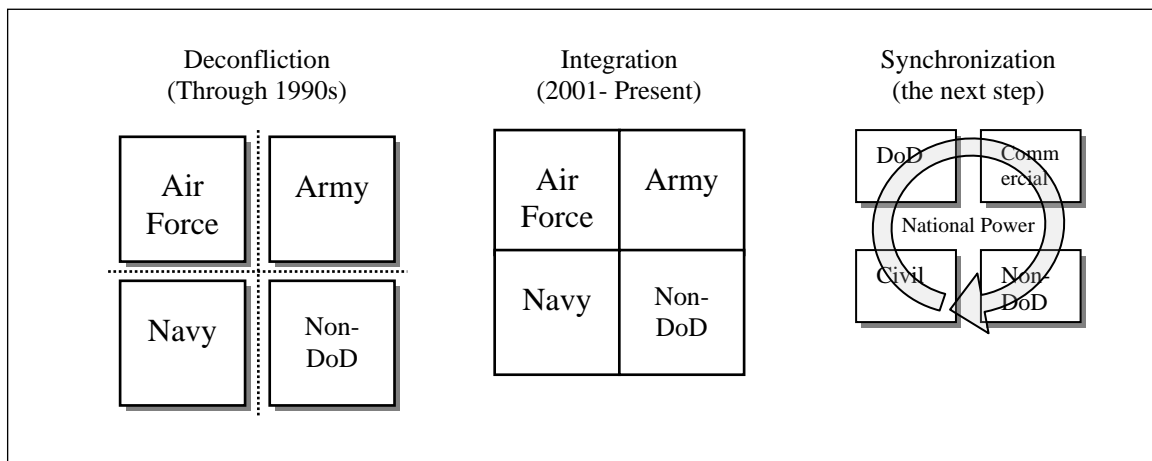 Deconfliction
(Through 1990s)
Air
Force
Army
Navy
Non-
DoD
Integration
(2001- Present)
Air
Force
Army
Navy
Non-
DoD
Synchronization
(the next step)
DoD
Comm
ercial
National Power
Civil
Non-
DoD